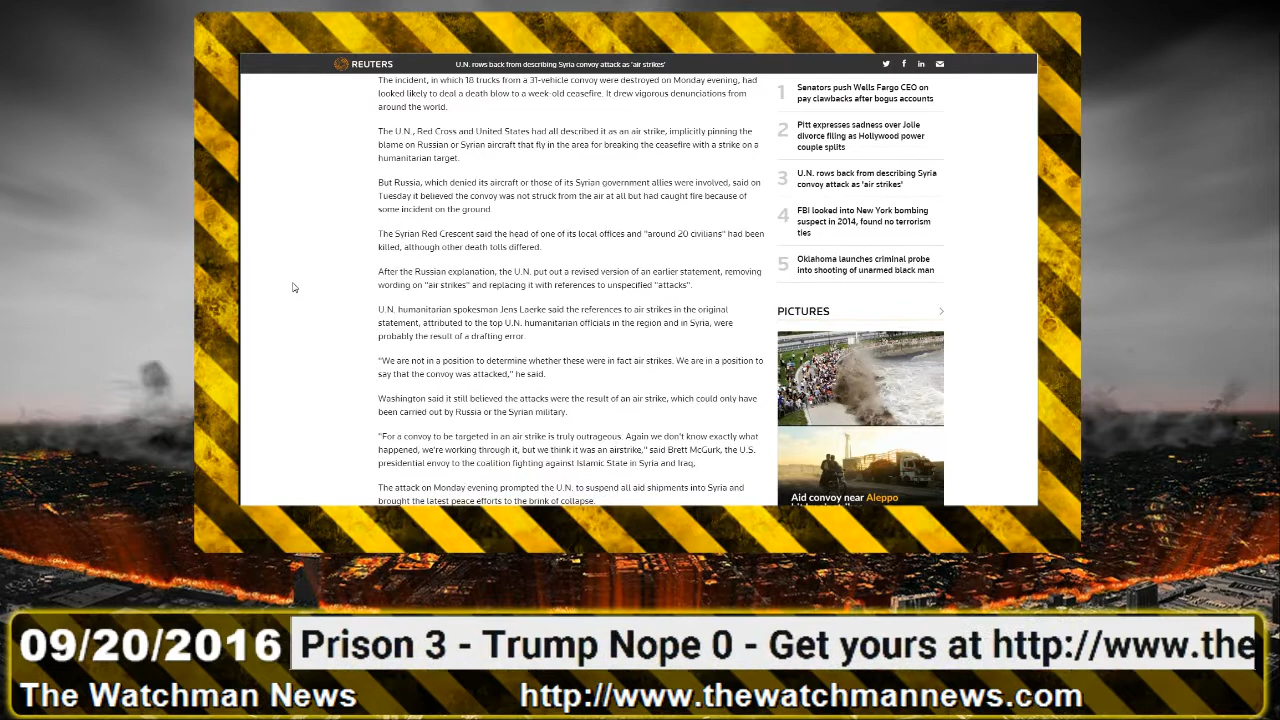 REUTERS
U.N. rows back from describing Syria convoy attack as 'air strikes'
The incident, in which 18 trucks from a 31-vehicle convoy were destroyed on Monday evening, had
looked likely to deal a death blow to a week-old ceasefire. It drew vigorous denunciations from
around the world.
The U.N., Red Cross and United States had all described it as an air strike, implicitly pinning the
blame on Russian or Syrian aircraft that fly in the area for breaking the ceasefire with a strike on a
humanitarian target.
But Russia, which denied its aircraft or those of its Syrian government allies were involved, said on
Tuesday it believed the convoy was not struck from the air at all but had caught fire because of
some incident on the ground.
The Syrian Red Crescent said the head of one of its local offices and "around 20 civilians" had been
killed, although other death tolls differed.
After the Russian explanation, the U.N. put out a revised version of an earlier statement, removing
wording on "air strikes" and replacing it with references to unspecified "attacks".
U.N. humanitarian spokesman Jens Laerke said the references to air strikes in the original
statement, attributed to the top U.N. humanitarian officials in the region and in Syria, were
probably the result of a drafting error.
"We are not in a position to determine whether these were in fact air strikes. We are in a position to
say that the convoy was attacked," he said.
Washington said it still believed the attacks were the result of an air strike, which could only have
been carried out by Russia or the Syrian military.
"For a convoy to be targeted in an air strike is truly outrageous. Again we don't know exactly what
happened, we're working through it, but we think it was an airstrike," said Brett McGurk, the U.S.
presidential envoy to the coalition fighting against Islamic State in Syria and Iraq,
The attack on Monday evening prompted the U.N. to suspend all aid shipments into Syria and
brought the latest peace efforts to the brink of collapse.
1 Senators push Wells Fargo CEO on
pay clawbacks after bogus accounts
2 Pitt expresses sadness over Jolie
divorce filing as Hollywood power
couple splits
3 U.N. rows back from describing Syria
convoy attack as 'air strikes'
4 FBI looked into New York bombing
suspect in 2014, found no terrorism
ties
5 Oklahoma launches criminal probe
into shooting of unarmed black man
PICTURES
Aid convoy near Aleppo
09/20/2016 Prison 3 - Trump Nope 0 - Get yours at http://www.the
The Watchman News http://www.thewatchmannews.com